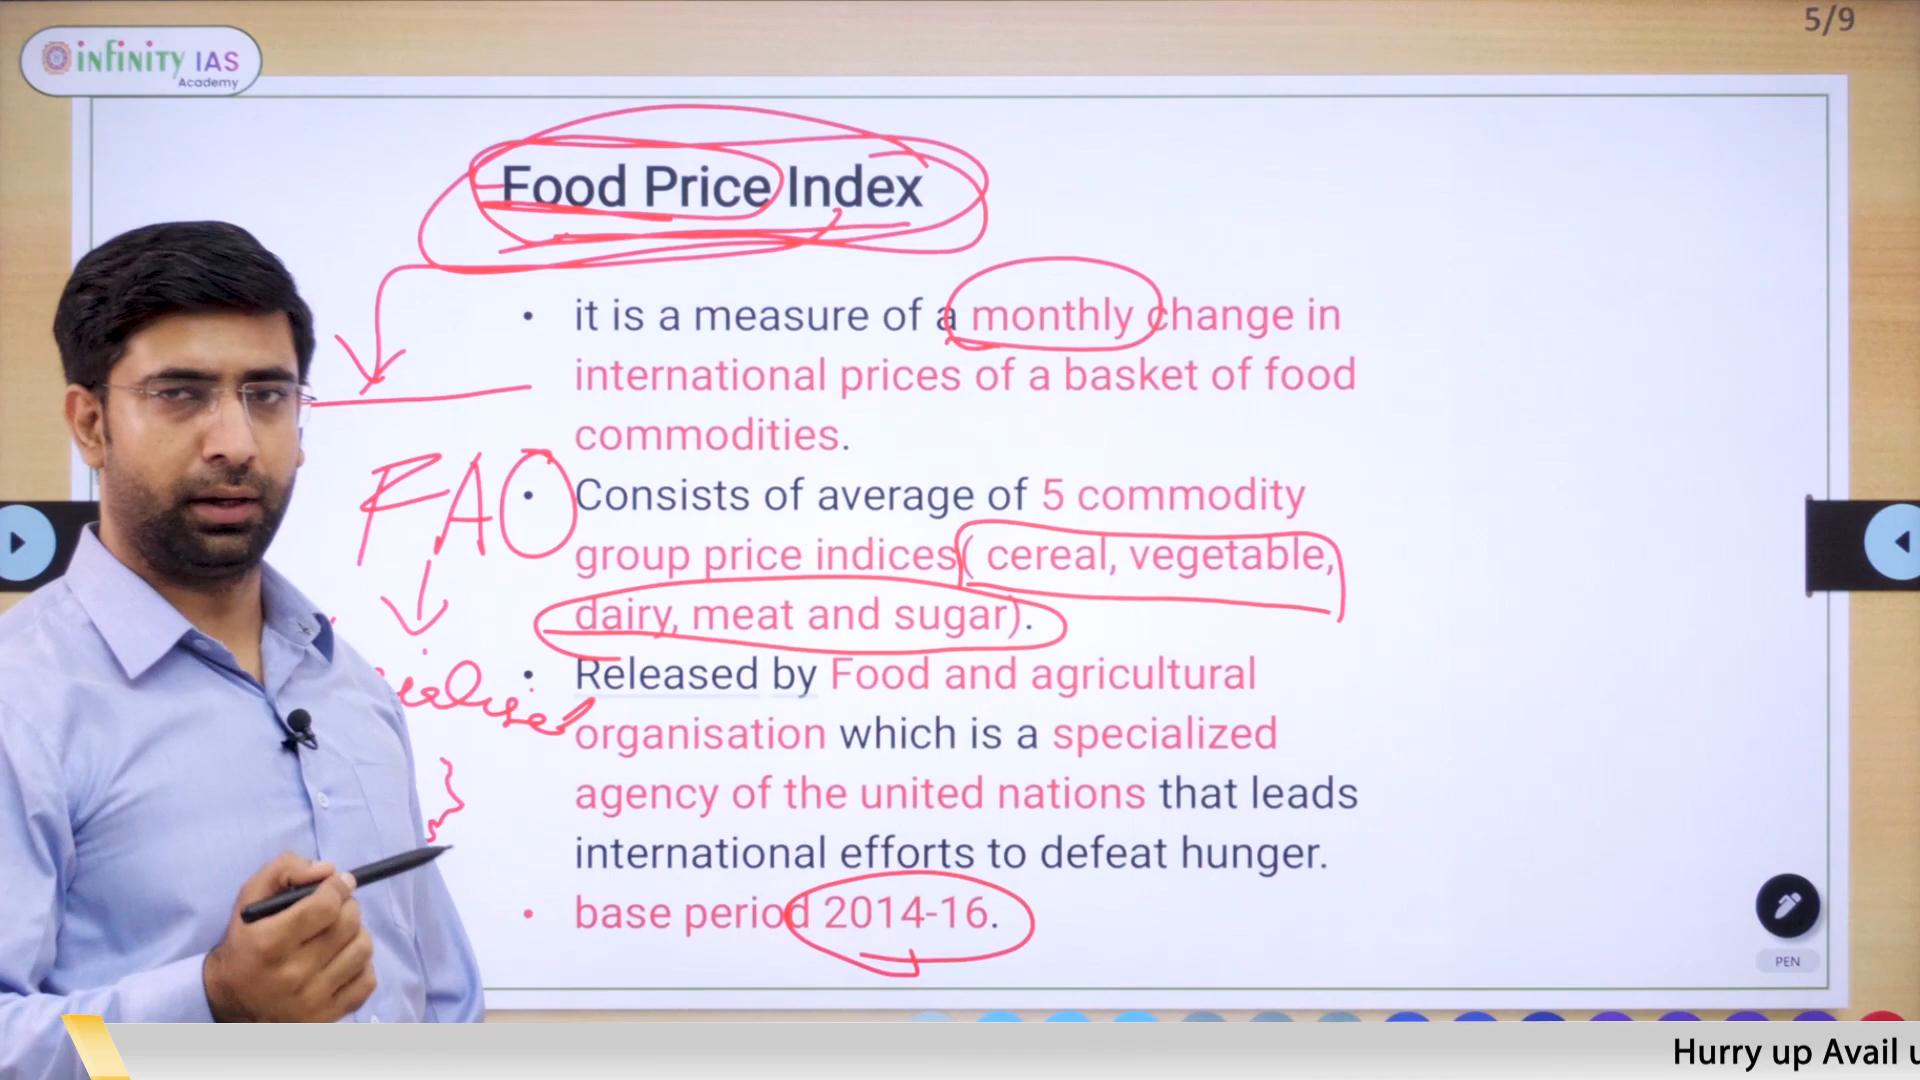 5/9
infinity IAS
Academy
Food Price Index
• it is a measure of a monthly change in
international prices of a basket of food
commodities.
FAO
• Consists of average of 5 commodity
group price indices( cereal, vegetable,
dairy, meat and sugar).
• Released by Food and agricultural
organisation which is a specialized
agency of the united nations that leads
international efforts to defeat hunger.
• base period 2014-16.
PEN
Hurry up Avail u